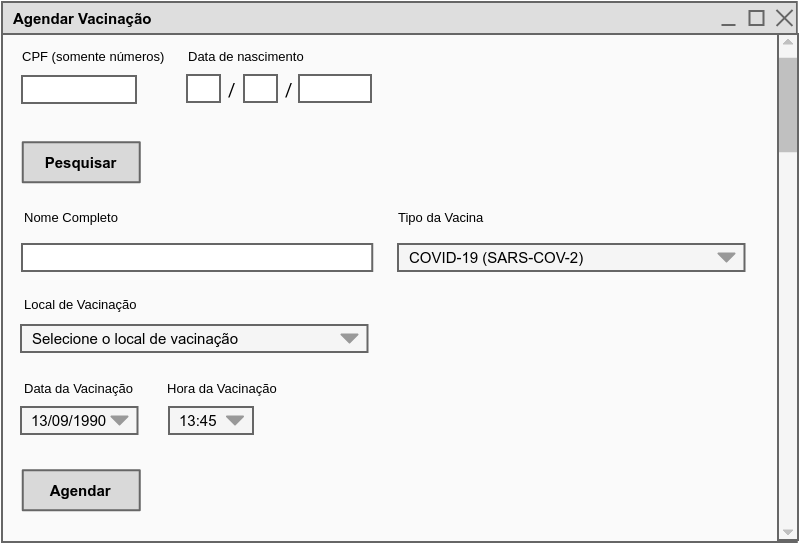 Agendar Vacinação
CPF (somente números) Data de nascimento
/ /
Pesquisar
Nome Completo Tipo da Vacina
COVID-19 (SARS-COV-2)
Local de Vacinação
Selecione o local de vacinação
Data da Vacinação Hora da Vacinação
13/09/1990 13:45
Agendar